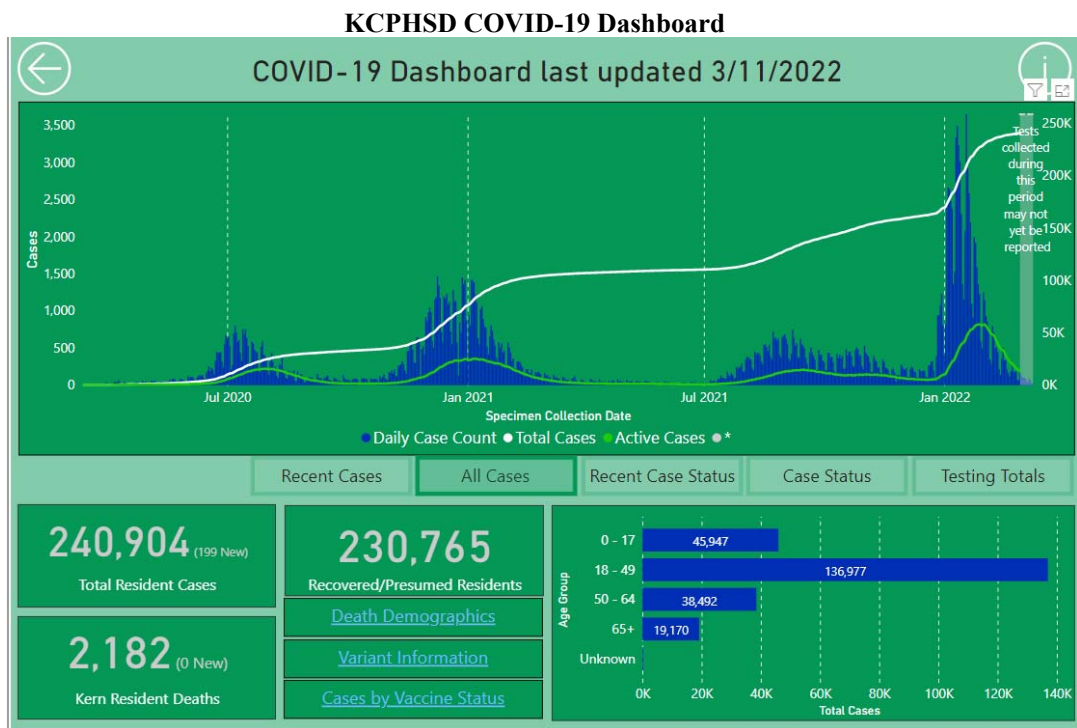 KCPHSD COVID-19 Dashboard
COVID-19 Dashboard last updated 3/11/2022
3,500
3,000
2,500
2,000
1,500
1,000
500
0
Cases
250K
200K
150K
100K
50K
0K
Tests
collected
during
this
period
may not
yet be
reported
Jul 2020
Jan 2021
Jul 2021
Jan 2022
Specimen Collection Date
Daily Case Count Total Cases Active Cases *
Recent Cases
All Cases
Recent Case Status
Case Status
Testing Totals
240,904 (199 New)
Total Resident Cases
2,182 (0 New)
Kern Resident Deaths
230,765
Recovered/Presumed Residents
Death Demographics
Variant Information
Cases by Vaccine Status
Age Group
0 - 17 45,947
18 - 49 136,977
50 - 64 38,492
65+ 19,170
Unknown
0K 20K 40K 60K 80K 100K 120K 140K
Total Cases